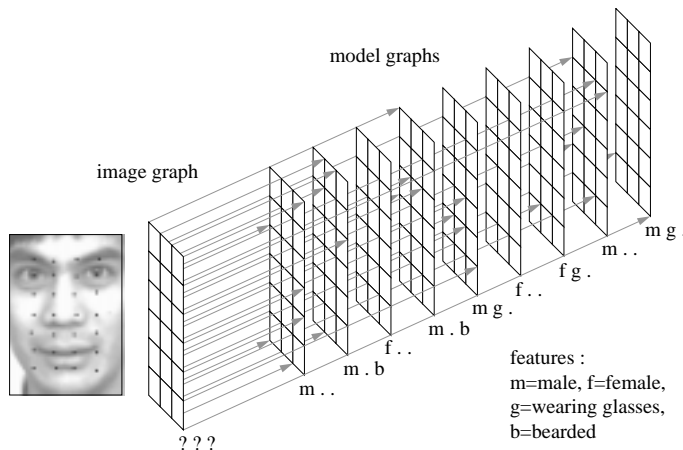 model graphs
image graph
m g .
m . .
f g .
f . .
m g .
m . b
f . .
m . b
m . .
? ? ?
features :
m=male, f=female,
g=wearing glasses,
b=bearded